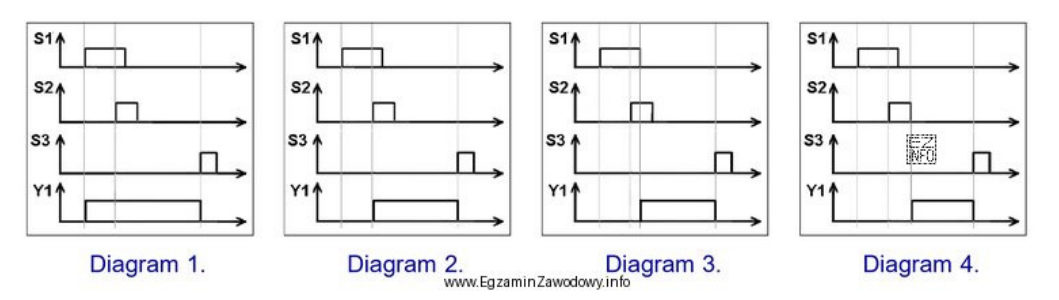 S1 S1 S1 S1
S2 S2 S2 S2
S3 S3 S3 S3
EZ
INFO
Y1 Y1 Y1 Y1
Diagram 1. Diagram 2. Diagram 3. Diagram 4.
www.EgzaminZawodowy.info